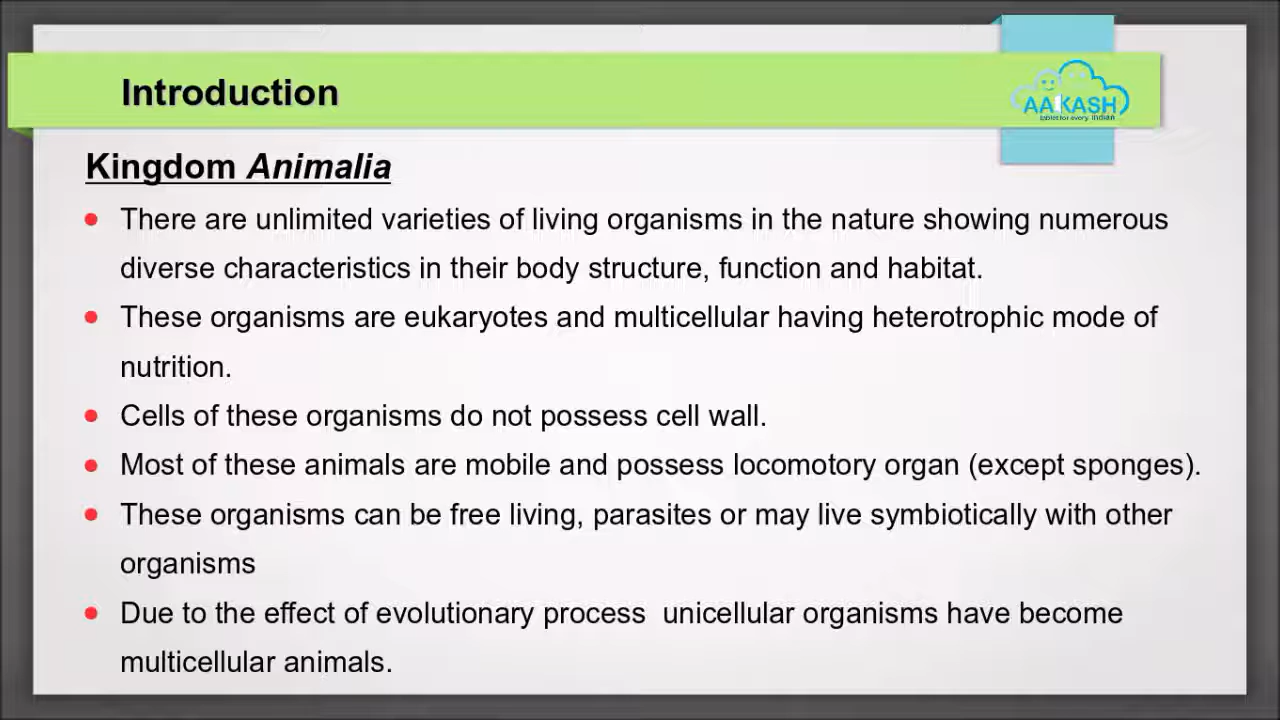 Introduction
AAKASH
tablet for every indian
Kingdom Animalia
There are unlimited varieties of living organisms in the nature showing numerous
diverse characteristics in their body structure, function and habitat.
These organisms are eukaryotes and multicellular having heterotrophic mode of
nutrition.
Cells of these organisms do not possess cell wall.
Most of these animals are mobile and possess locomotory organ (except sponges).
These organisms can be free living, parasites or may live symbiotically with other
organisms
Due to the effect of evolutionary process  unicellular organisms have become
multicellular animals.